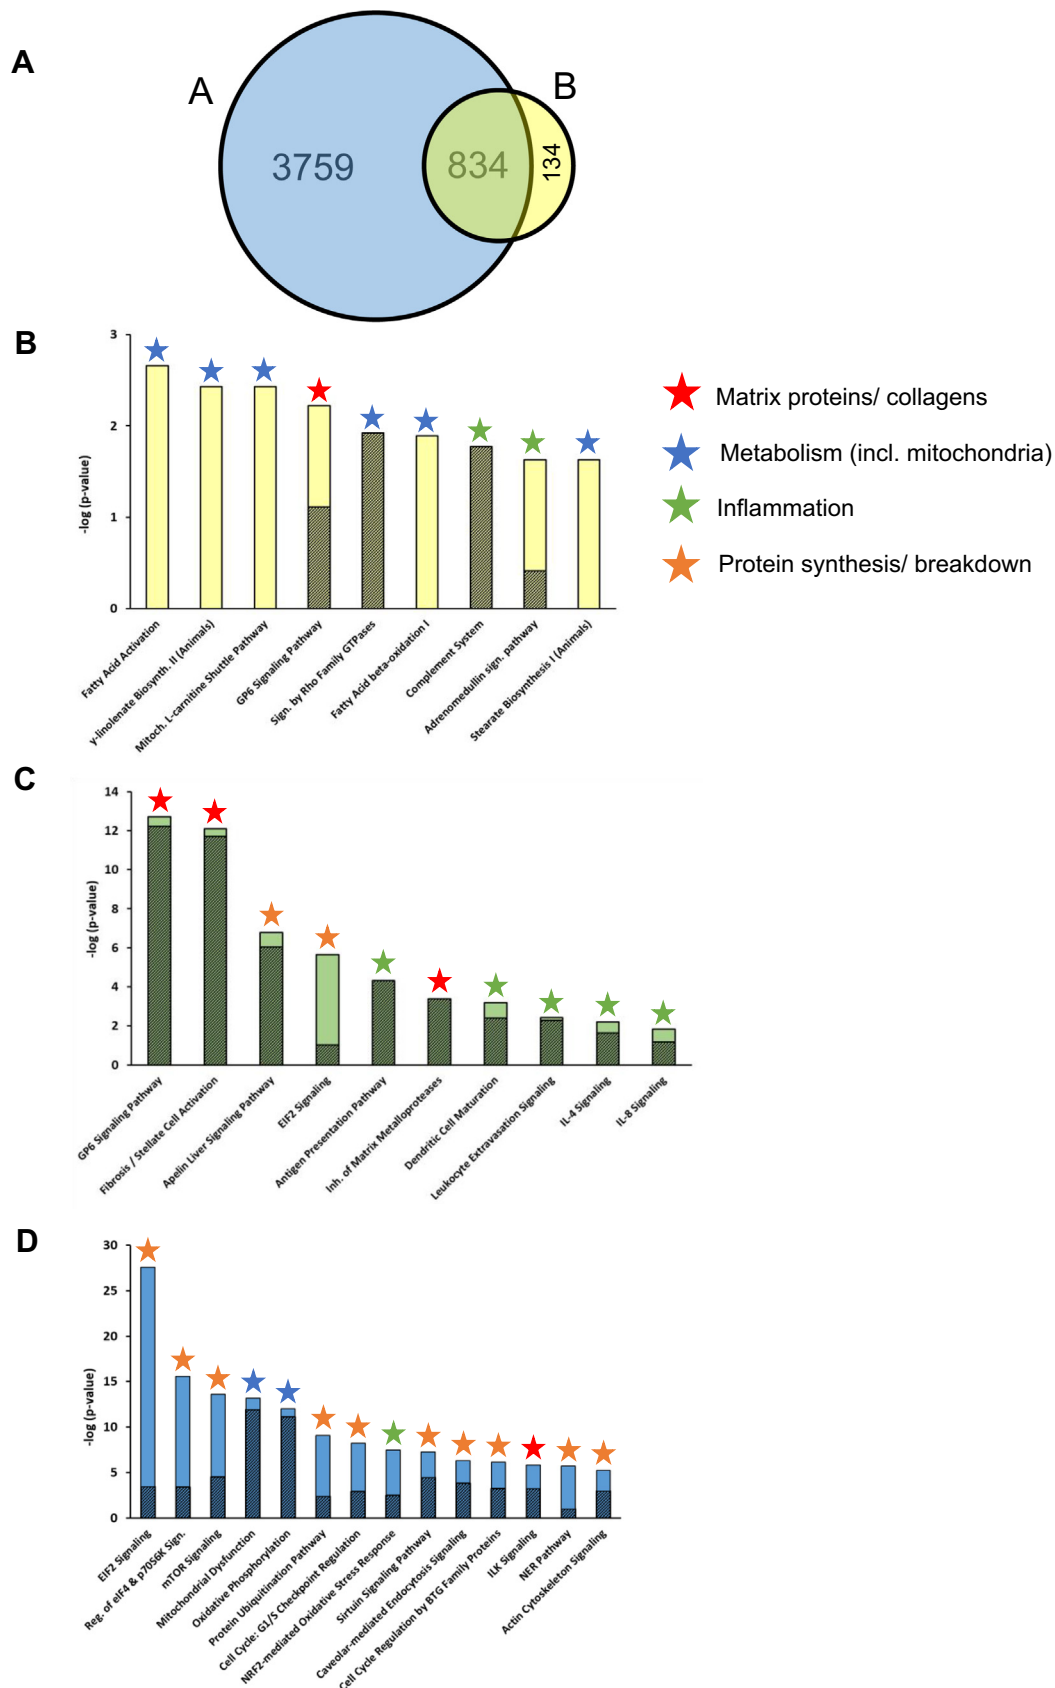 A
A
B
3759
834
134
B
3
2
1
0
-log (p-value)
Fatty Acid Activation
γ-linolenate Biosynth. II (Animals)
Mitoch. L-carnitine Shuttle Pathway
GP6 Signaling Pathway
Sign. by Rho Family GTPases
Fatty Acid beta-oxidation I
Complement System
Adrenomedullin sign. pathway
Stearate Biosynthesis I (Animals)
Matrix proteins/ collagens
Metabolism (incl. mitochondria)
Inflammation
Protein synthesis/ breakdown
C
14
12
10
8
6
4
2
0
-log (p-value)
GP6 Signaling Pathway
Fibrosis / Stellate Cell Activation
Apelin Liver Signaling Pathway
EIF2 Signaling
Antigen Presentation Pathway
Inh. of Matrix Metalloproteases
Dendritic Cell Maturation
Leukocyte Extravasation Signaling
IL-4 Signaling
IL-8 Signaling
D
30
25
20
15
10
5
0
-log (p-value)
EIF2 Signaling
Reg. of eIF4 & p70S6K Sign.
mTOR Signaling
Mitochondrial Dysfunction
Oxidative Phosphorylation
Protein Ubiquitination Pathway
Cell Cycle: G1/S Checkpoint Regulation
NRF2-mediated Oxidative Stress Response
Sirtuin Signaling Pathway
Caveolar-mediated Endocytosis Signaling
Cell Cycle Regulation by BTG Family Proteins
ILK Signaling
NER Pathway
Actin Cytoskeleton Signaling